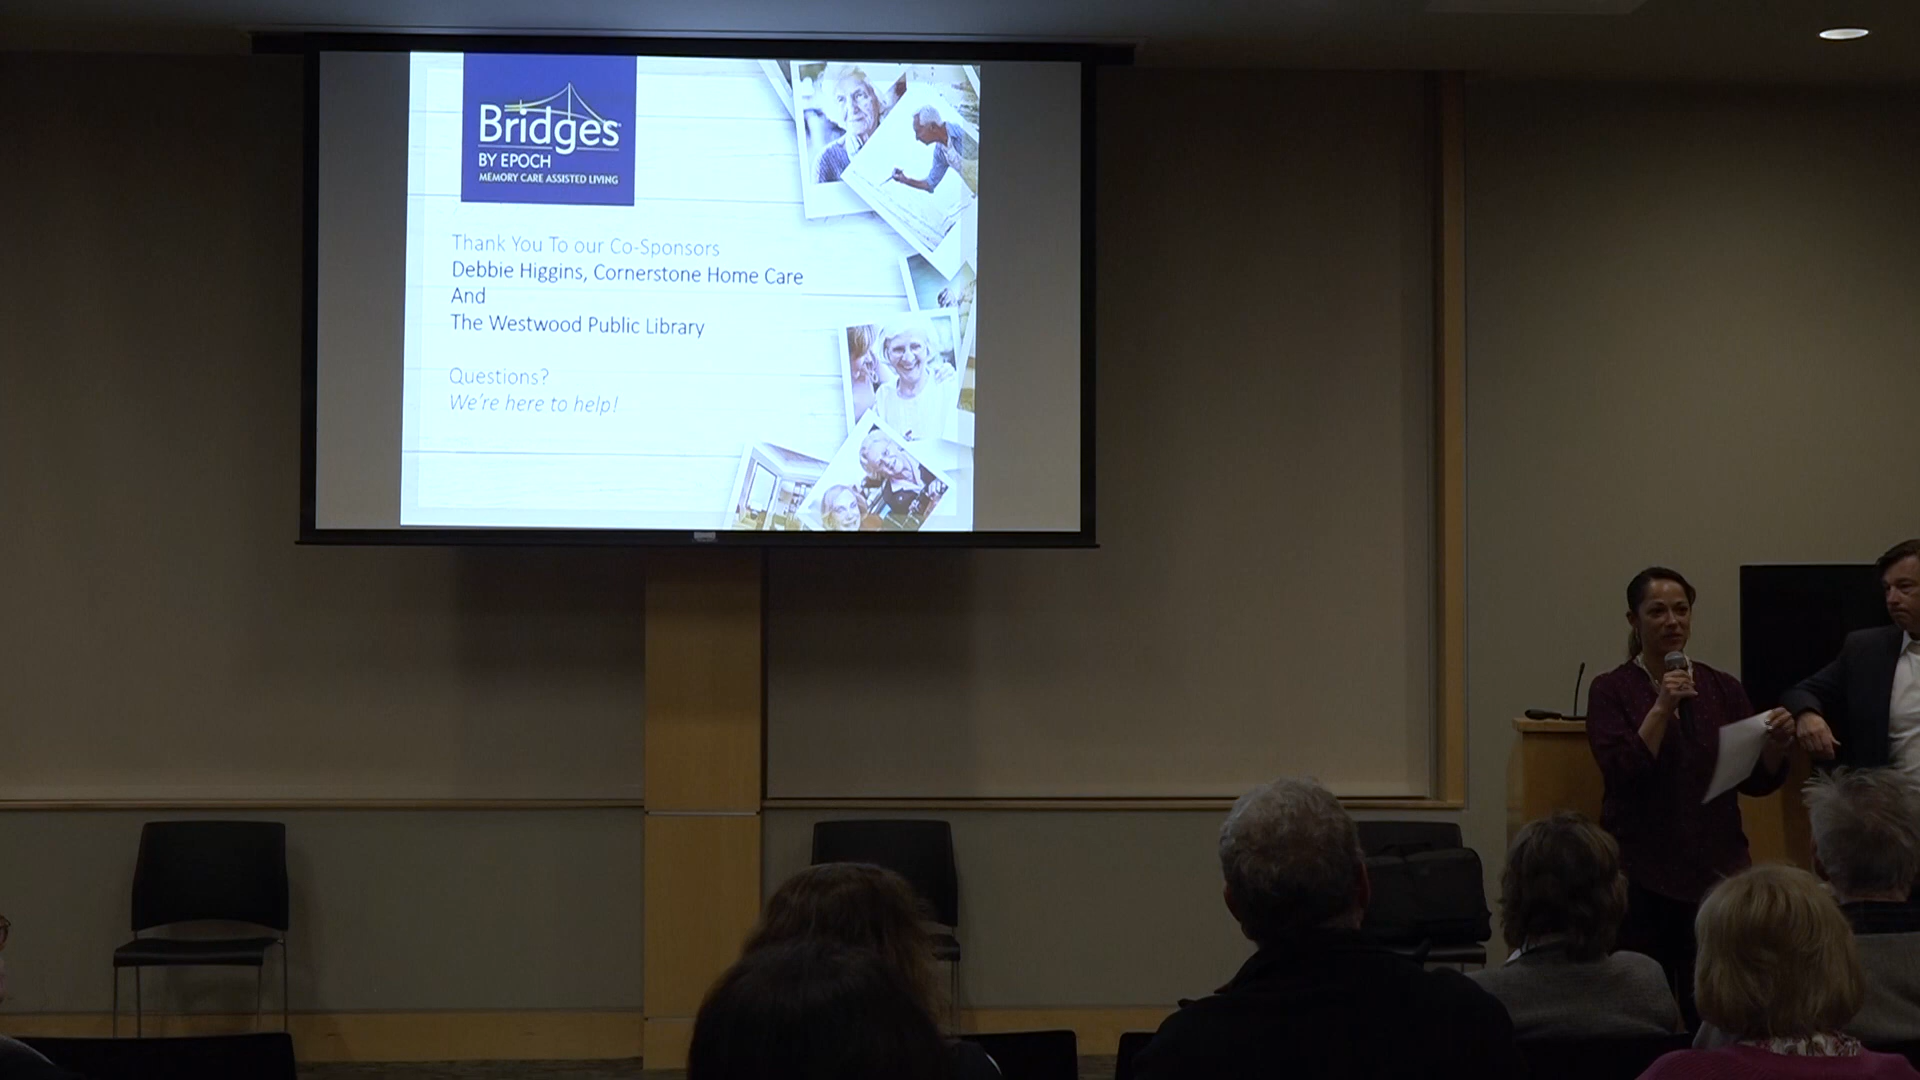 Bridges
BY EPOCH
MEMORY CARE ASSISTED LIVING
Thank You To our Co-Sponsors
Debbie Higgins, Cornerstone Home Care
And
The Westwood Public Library
Questions?
We're here to help!